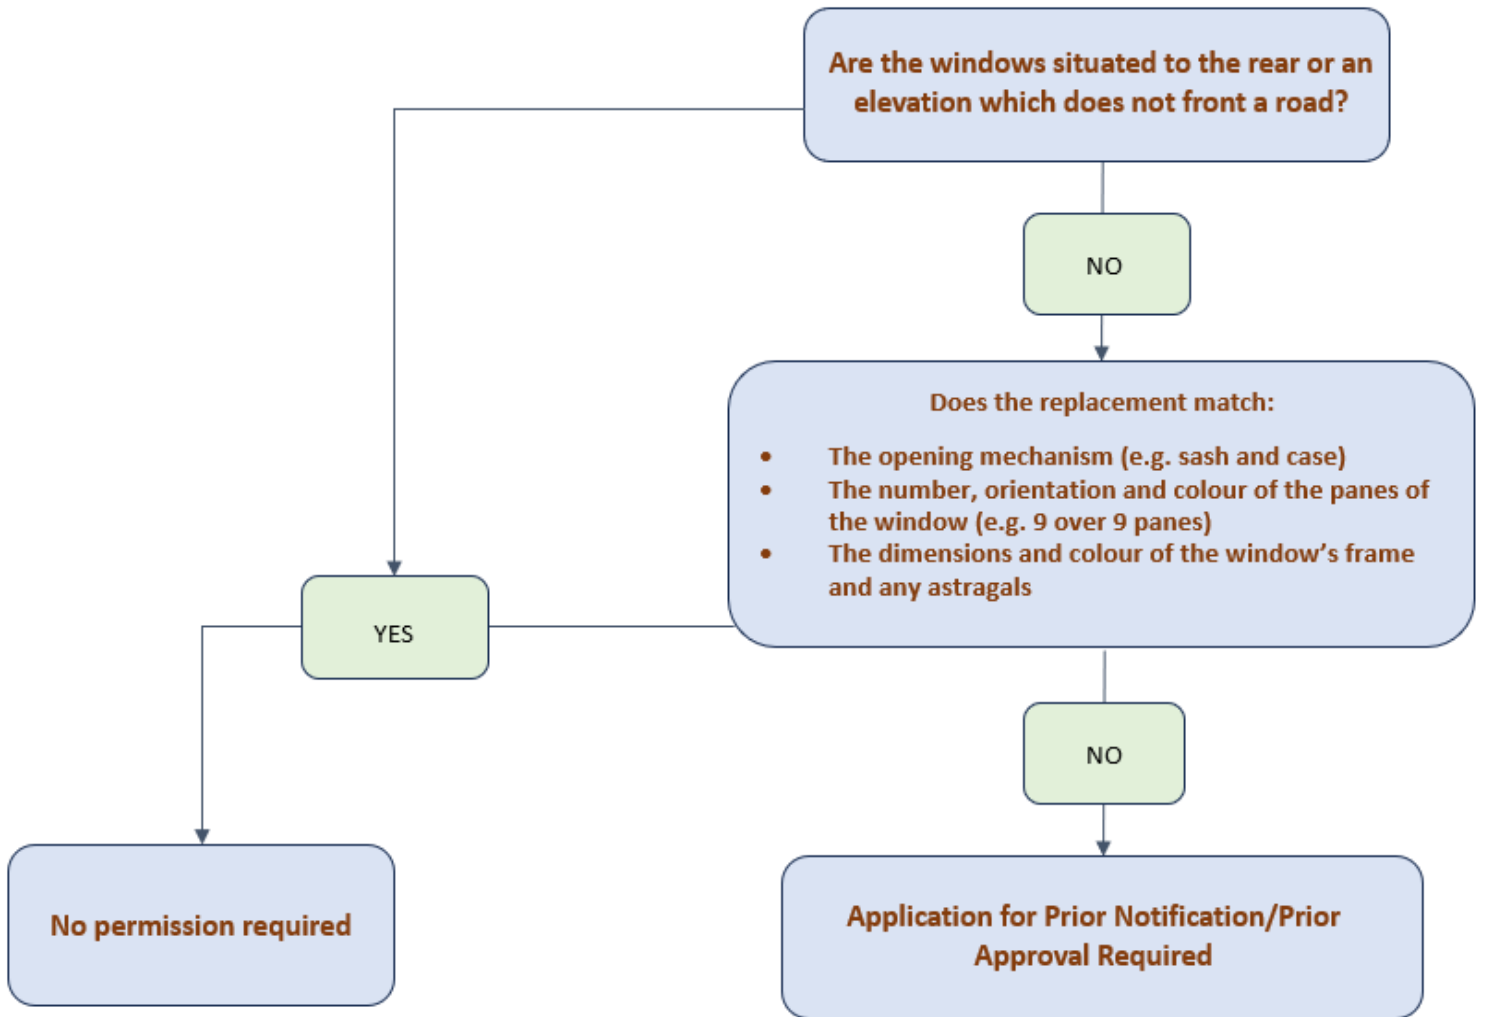 Are the windows situated to the rear or an
elevation which does not front a road?
NO
Does the replacement match:
• The opening mechanism (e.g. sash and case)
• The number, orientation and colour of the panes of
the window (e.g. 9 over 9 panes)
• The dimensions and colour of the window’s frame
and any astragals
YES
NO
No permission required
Application for Prior Notification/Prior
Approval Required